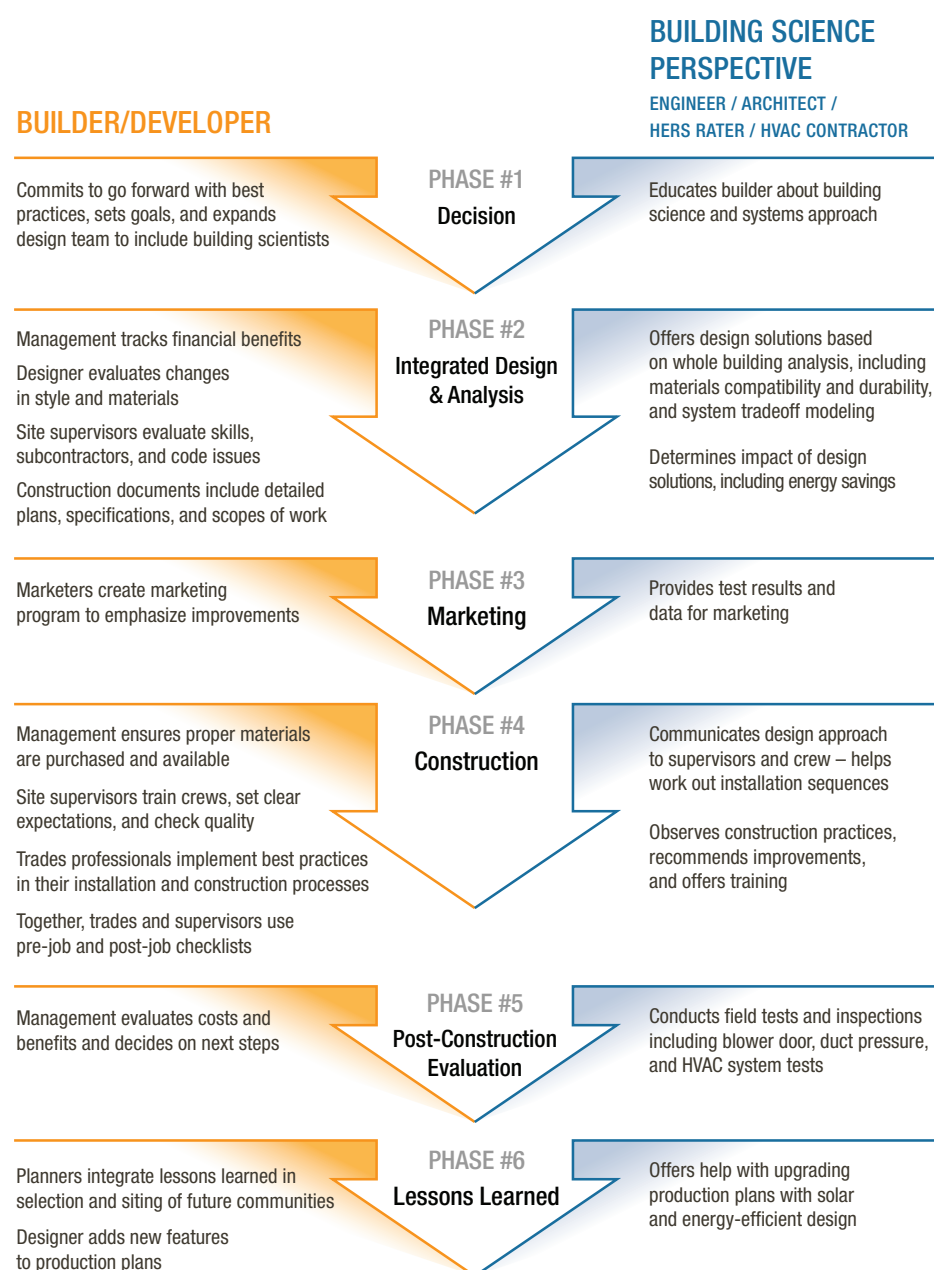 BUILDING SCIENCE
PERSPECTIVE
ENGINEER / ARCHITECT /
HERS RATER / HVAC CONTRACTOR
BUILDER/DEVELOPER
PHASE #1
Decision
Commits to go forward with best
practices, sets goals, and expands
design team to include building scientists
Educates builder about building
science and systems approach
PHASE #2
Integrated Design
& Analysis
Management tracks financial benefits
Designer evaluates changes
in style and materials
Site supervisors evaluate skills,
subcontractors, and code issues
Construction documents include detailed
plans, specifications, and scopes of work
Offers design solutions based
on whole building analysis, including
materials compatibility and durability,
and system tradeoff modeling
Determines impact of design
solutions, including energy savings
PHASE #3
Marketing
Marketers create marketing
program to emphasize improvements
Provides test results and
data for marketing
PHASE #4
Construction
Management ensures proper materials
are purchased and available
Site supervisors train crews, set clear
expectations, and check quality
Trades professionals implement best practices
in their installation and construction processes
Together, trades and supervisors use
pre-job and post-job checklists
Communicates design approach
to supervisors and crew – helps
work out installation sequences
Observes construction practices,
recommends improvements,
and offers training
PHASE #5
Post-Construction
Evaluation
Management evaluates costs and
benefits and decides on next steps
Conducts field tests and inspections
including blower door, duct pressure,
and HVAC system tests
PHASE #6
Lessons Learned
Planners integrate lessons learned in
selection and siting of future communities
Designer adds new features
to production plans
Offers help with upgrading
production plans with solar
and energy-efficient design